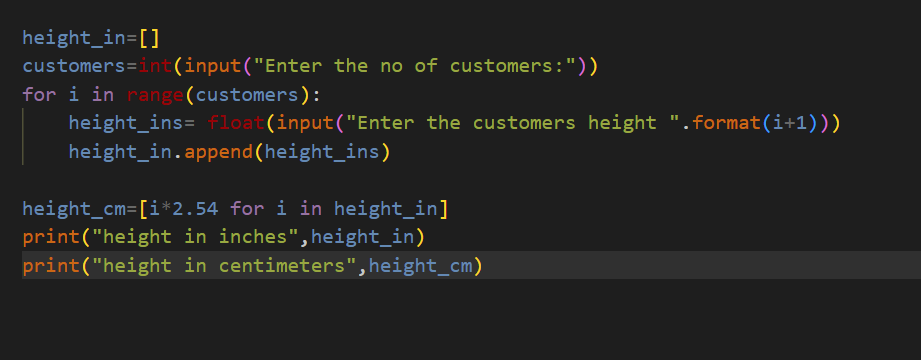 height_in=[]
customers=int(input("Enter the no of customers:"))
for i in range(customers):
    height_ins= float(input("Enter the customers height ".format(i+1)))
    height_in.append(height_ins)
height_cm=[i*2.54 for i in height_in]
print("height in inches",height_in)
print("height in centimeters",height_cm)